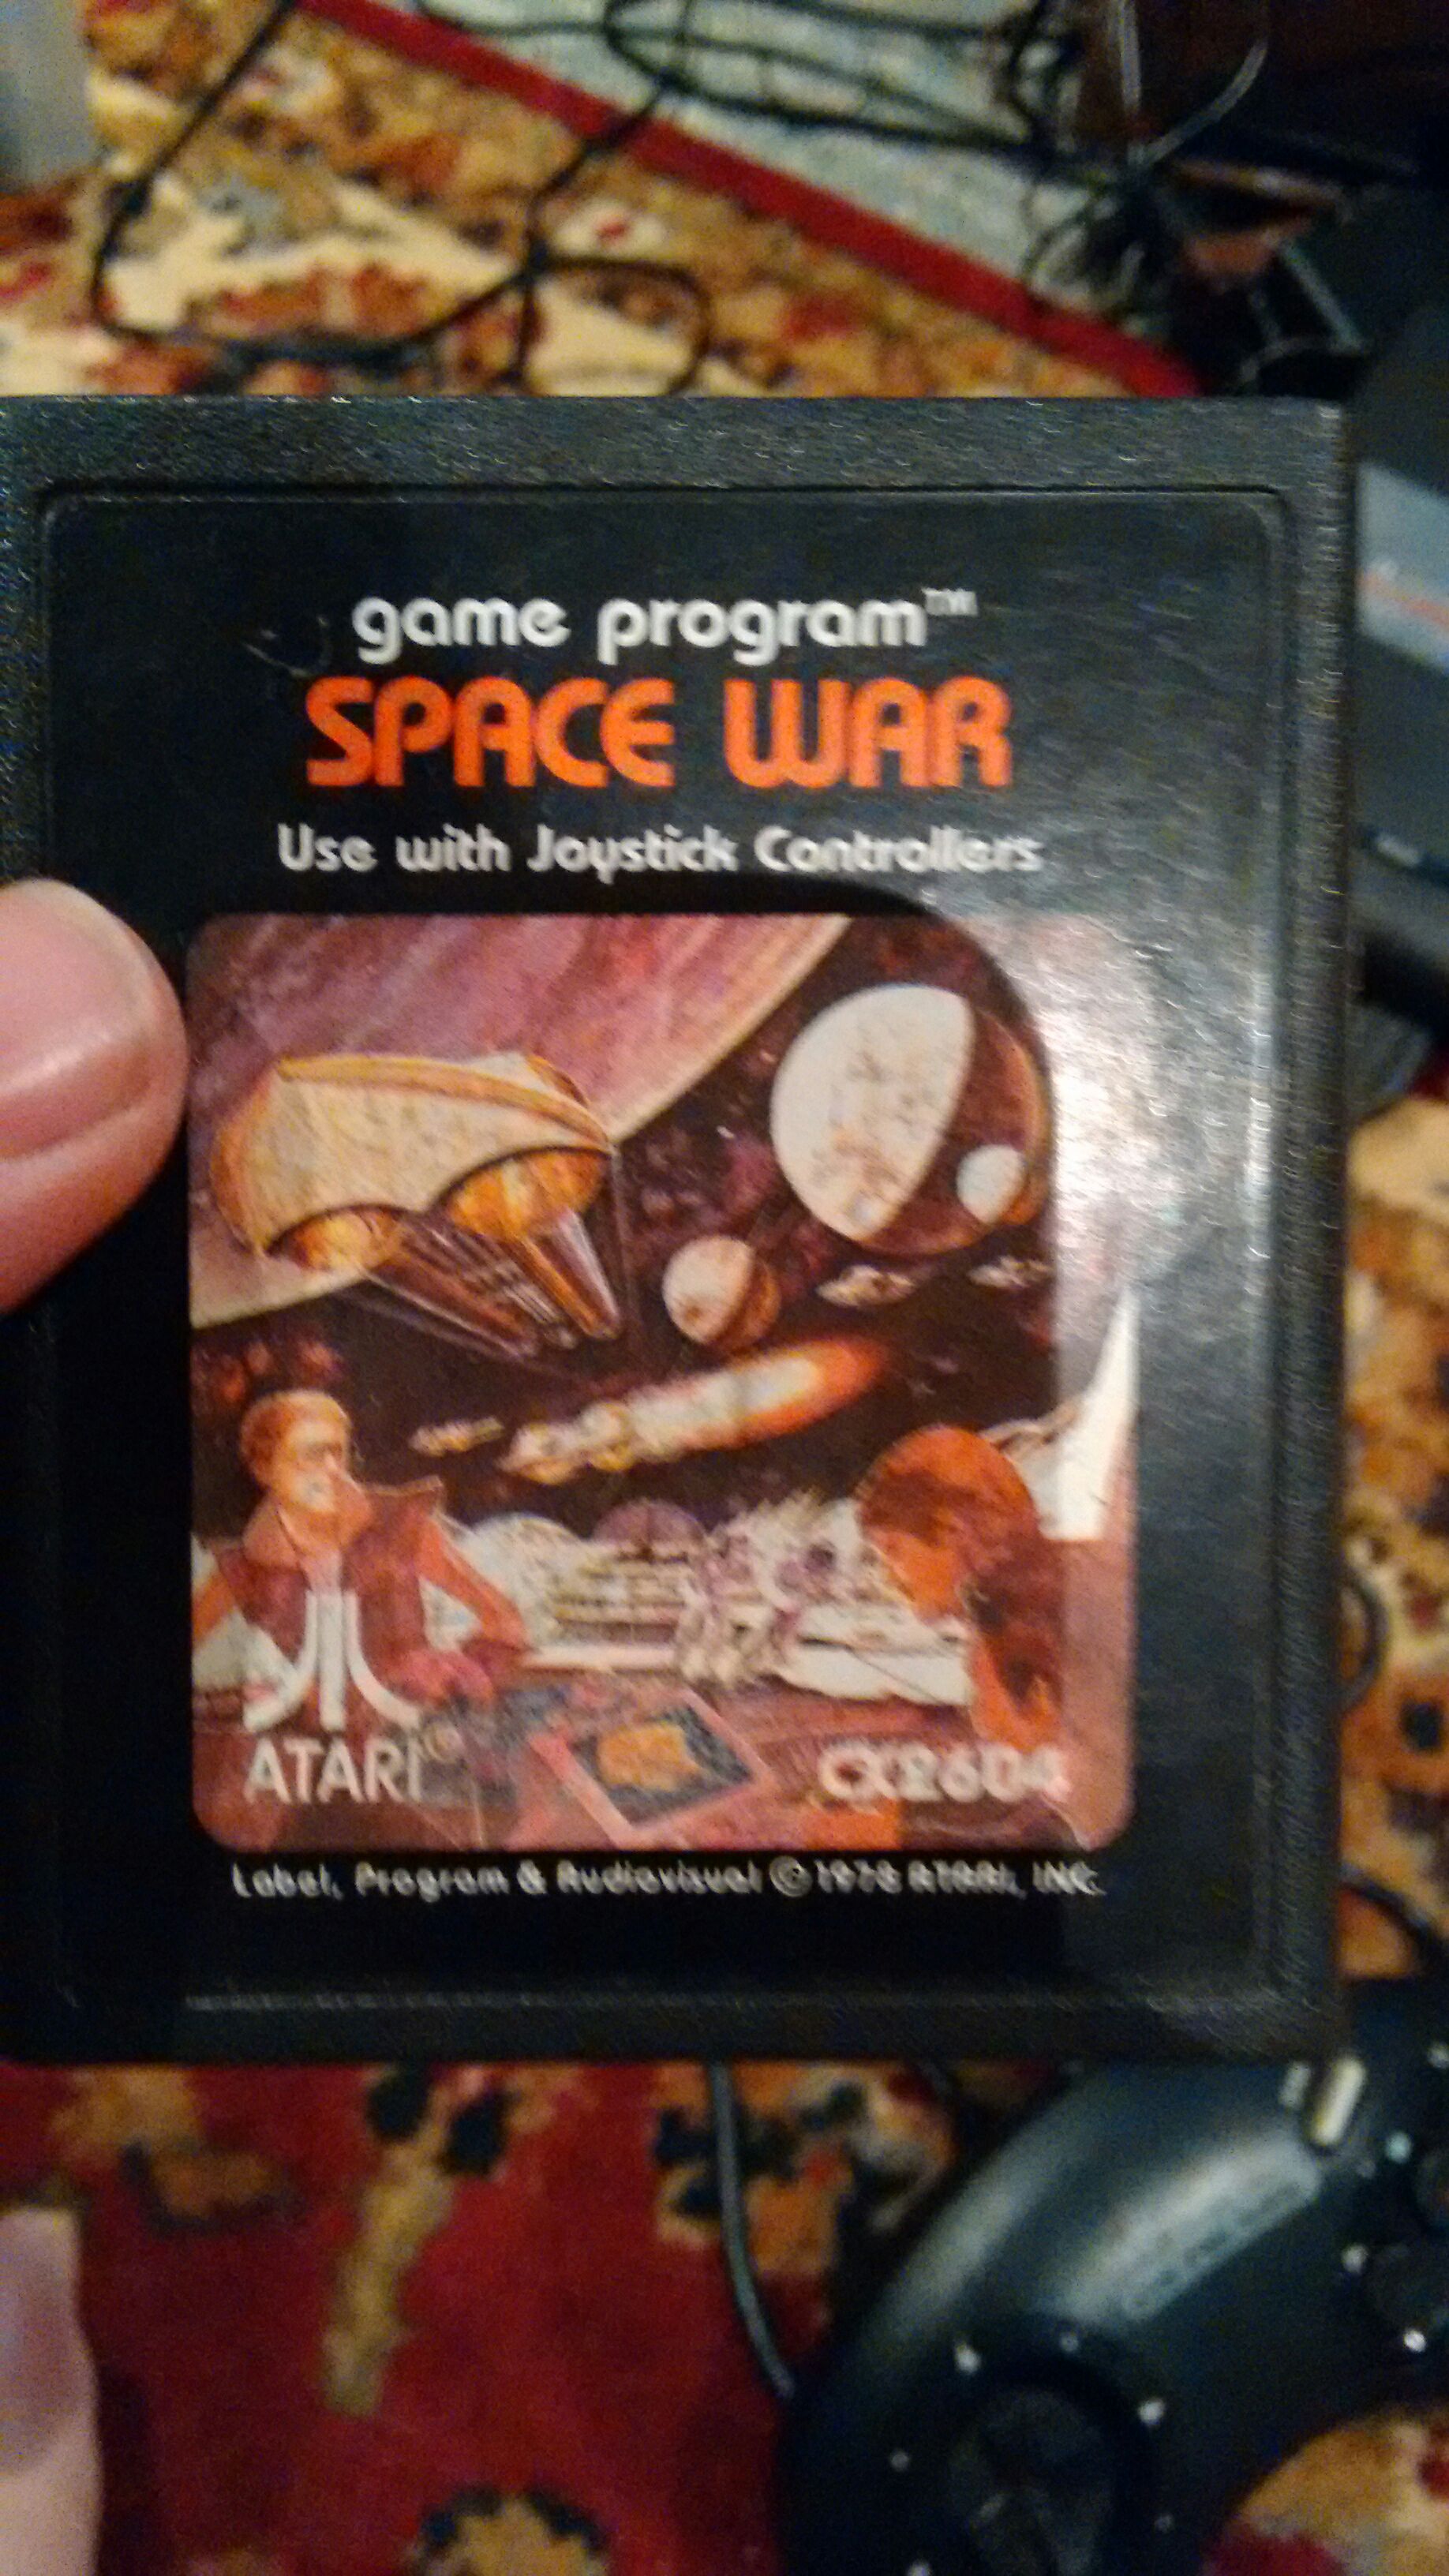 game program™
SPACE WAR
Use with Joystick Controllers
ATARI®
CX2604
Label, Program & Audiovisual © 1978 ATARI, INC.